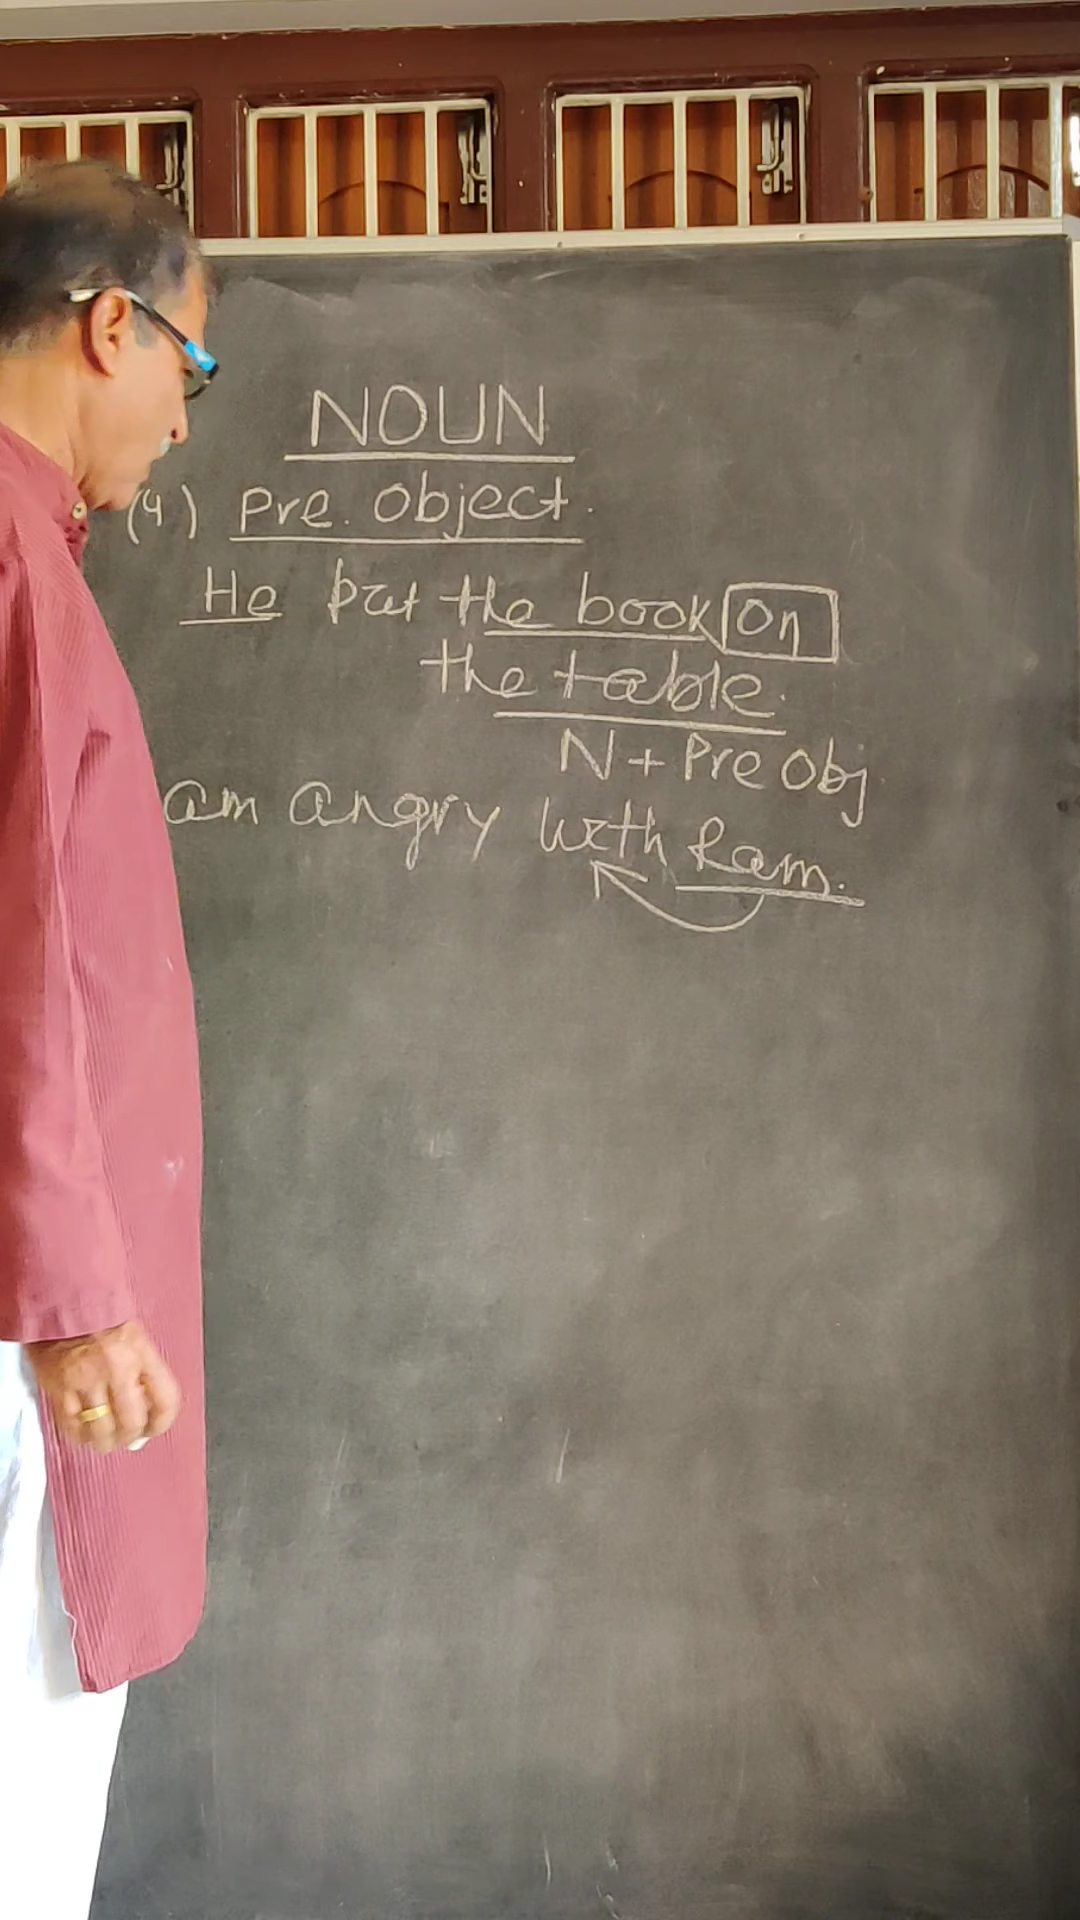 NOUN
(4) Pre. Object.
He put the book On
the table.
N + Pre Obj
am angry with Ram.